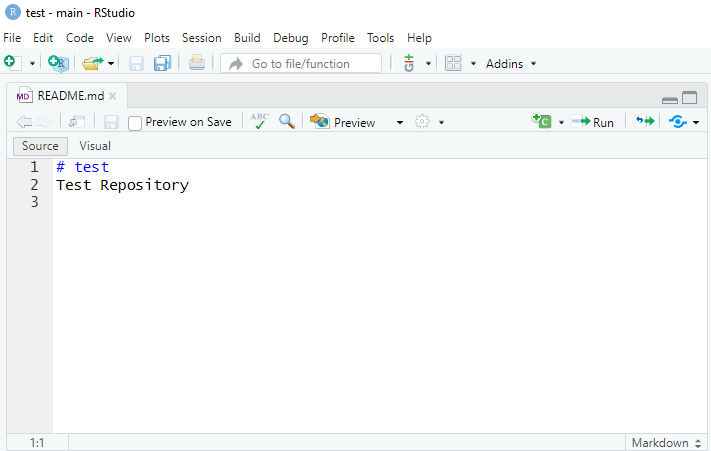 R test - main - RStudio
File Edit Code View Plots Session Build Debug Profile Tools Help
R Go to file/function Git Addins
MD README.md
Preview on Save ABC Preview C Run
Source Visual
1 # test
2 Test Repository
3
1:1 Markdown